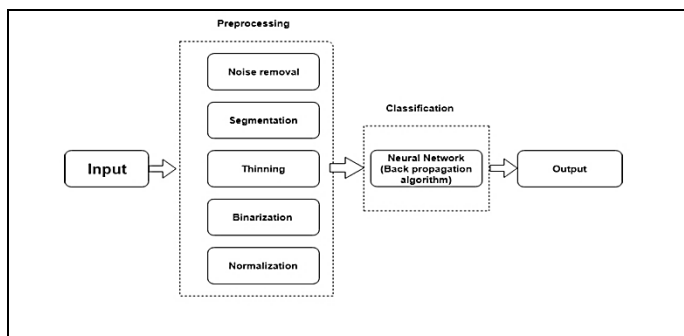 Preprocessing
Noise removal
Segmentation
Thinning
Binarization
Normalization
Input
Classification
Neural Network
(Back propagation
algorithm)
Output